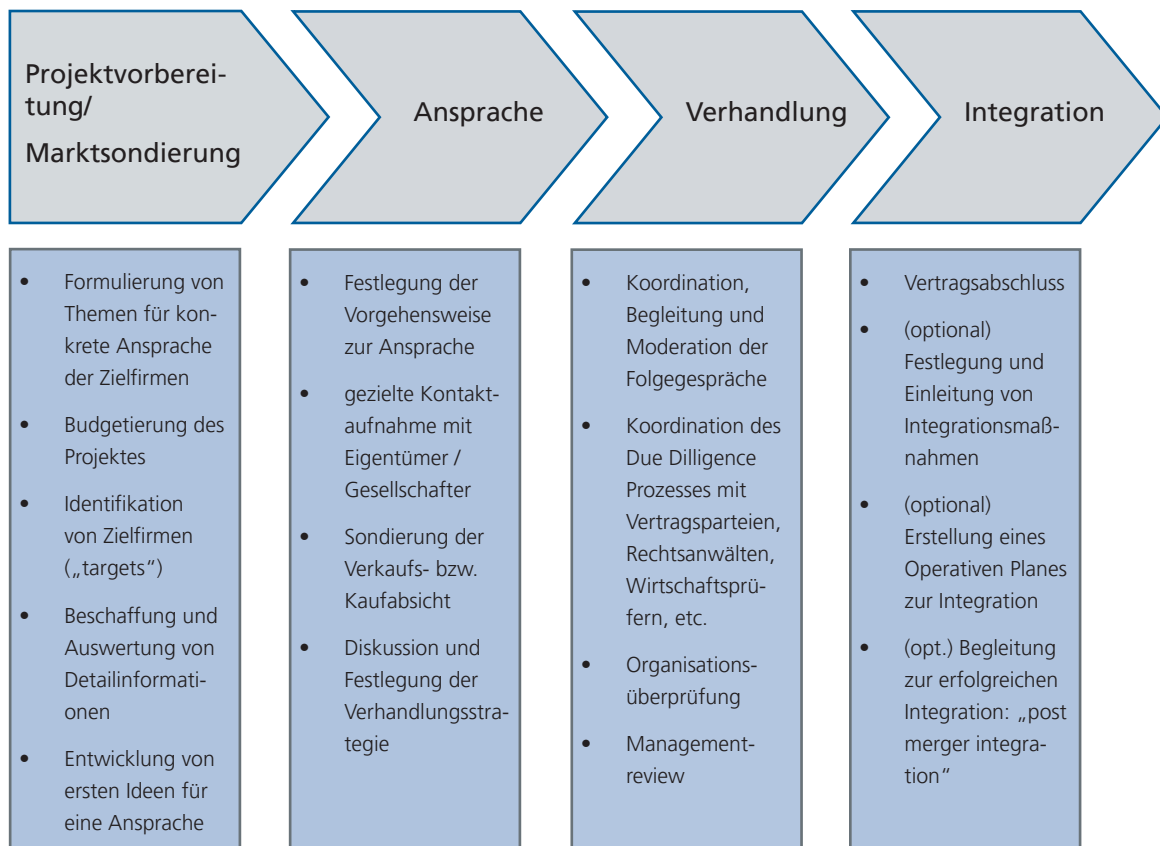 Projektvorberei-
tung/
Marktsondierung
Ansprache
Verhandlung
Integration
• Formulierung von
Themen für kon-
krete Ansprache
der Zielfirmen
• Budgetierung des
Projektes
• Identifikation
von Zielfirmen
(„targets“)
• Beschaffung und
Auswertung von
Detailinformati-
onen
• Entwicklung von
ersten Ideen für
eine Ansprache
• Festlegung der
Vorgehensweise
zur Ansprache
• gezielte Kontakt-
aufnahme mit
Eigentümer /
Gesellschafter
• Sondierung der
Verkaufs- bzw.
Kaufabsicht
• Diskussion und
Festlegung der
Verhandlungsstra-
tegie
• Koordination,
Begleitung und
Moderation der
Folgegespräche
• Koordination des
Due Dilligence
Prozesses mit
Vertragsparteien,
Rechtsanwälten,
Wirtschaftsprü-
fern, etc.
• Organisations-
überprüfung
• Management-
review
• Vertragsabschluss
• (optional)
Festlegung und
Einleitung von
Integrationsmaß-
nahmen
• (optional)
Erstellung eines
Operativen Planes
zur Integration
• (opt.) Begleitung
zur erfolgreichen
Integration: „post
merger integra-
tion“